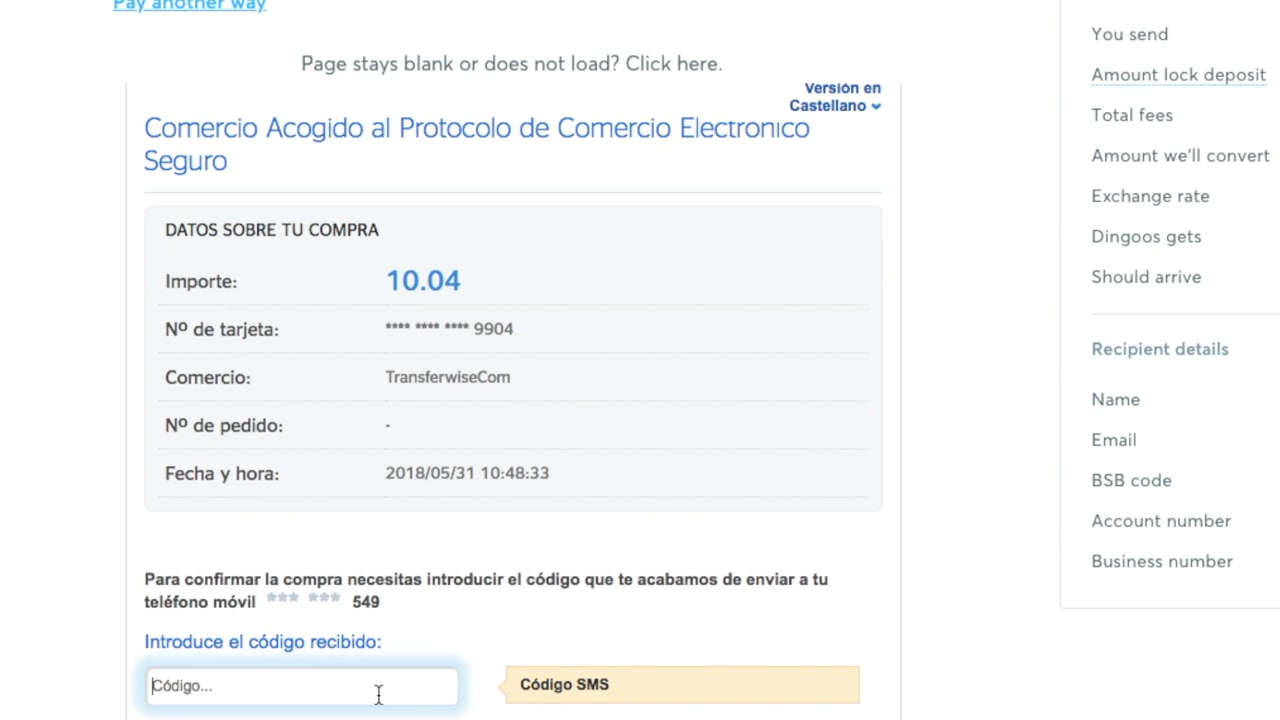 Pay another way
Page stays blank or does not load? Click here.
Versión en
Castellano
Comercio Acogido al Protocolo de Comercio Electronico
Seguro
DATOS SOBRE TU COMPRA
Importe: 10.04
Nº de tarjeta: **** **** **** 9904
Comercio: TransferwiseCom
Nº de pedido: -
Fecha y hora: 2018/05/31 10:48:33
Para confirmar la compra necesitas introducir el código que te acabamos de enviar a tu
teléfono móvil *** *** 549
Introduce el código recibido:
Código...
Código SMS
You send
Amount lock deposit
Total fees
Amount we'll convert
Exchange rate
Dingoos gets
Should arrive
Recipient details
Name
Email
BSB code
Account number
Business number